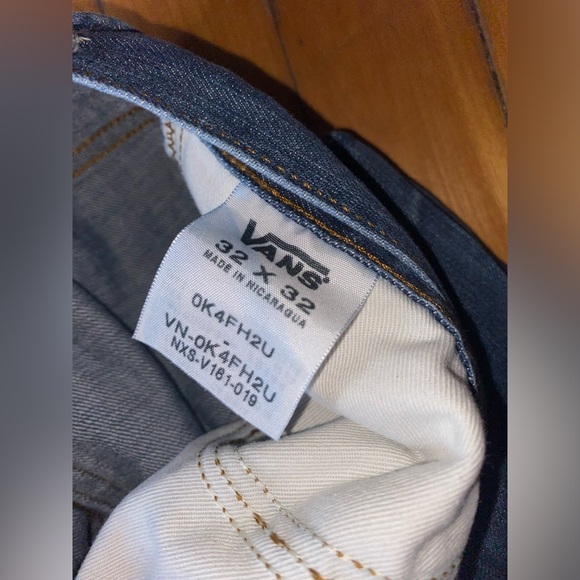 VANS
32 X 32
MADE IN NICARAGUA
0K4FH2U
-
VN-0K4FH2U
NXS-V161-019